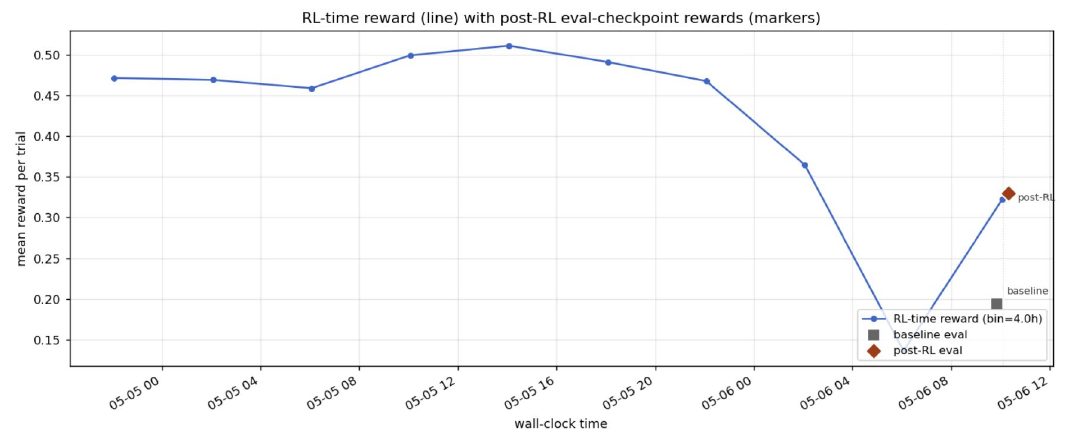 RL-time reward (line) with post-RL eval-checkpoint rewards (markers)
mean reward per trial
0.50
0.45
0.40
0.35
0.30
0.25
0.20
0.15
post-RL
baseline
RL-time reward (bin=4.0h)
baseline eval
post-RL eval
05-05 00
05-05 04
05-05 08
05-05 12
05-05 16
05-05 20
05-06 00
05-06 04
05-06 08
05-06 12
wall-clock time